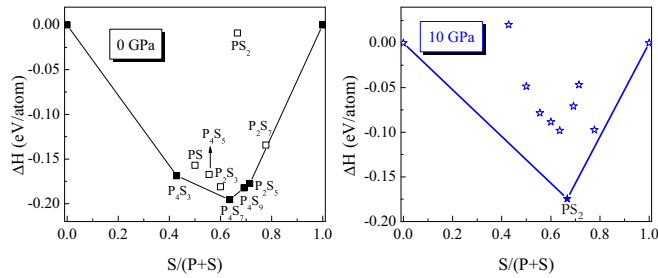 0.00
-0.05
-0.10
-0.15
-0.20
ΔH (eV/atom)
0 GPa
PS2
P2S7
P4S5
PS
P2S3
P4S3
P2S5
P4S9
P4S7
0.0 0.2 0.4 0.6 0.8 1.0
S/(P+S)
0.00
-0.05
-0.10
-0.15
-0.20
ΔH (eV/atom)
10 GPa
PS2
0.0 0.2 0.4 0.6 0.8 1.0
S/(P+S)